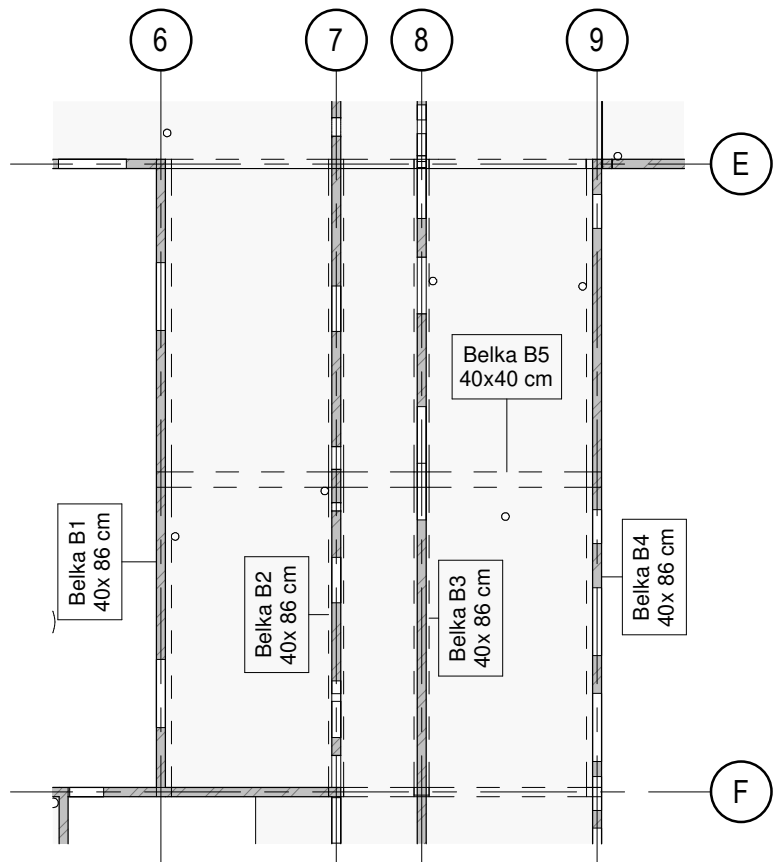 6
7
8
9
E
Belka B5
40x40 cm
Belka B1
40x 86 cm
Belka B2
40x 86 cm
Belka B3
40x 86 cm
Belka B4
40x 86 cm
F